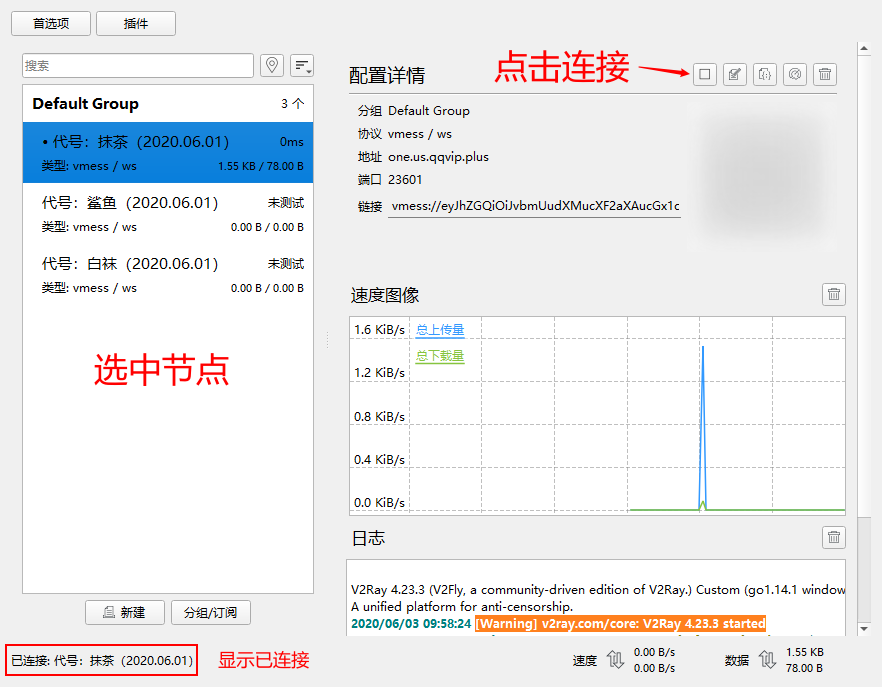 首选项 插件
搜索
Default Group 3 个
• 代号：抹茶（2020.06.01） 0ms
类型: vmess / ws 1.55 KB / 78.00 B
代号：鲨鱼（2020.06.01） 未测试
类型: vmess / ws 0.00 B / 0.00 B
代号：白袜（2020.06.01） 未测试
类型: vmess / ws 0.00 B / 0.00 B
选中节点
新建 分组/订阅
配置详情 点击连接
分组 Default Group
协议 vmess / ws
地址 one.us.qqvip.plus
端口 23601
链接 vmess://eyJhZGQiOiJvbmUudXMucXF2aXAucGx1c
速度图像
1.6 KiB/s 总上传量
总下载量
1.2 KiB/s
0.8 KiB/s
0.4 KiB/s
0.0 KiB/s
日志
V2Ray 4.23.3 (V2Fly, a community-driven edition of V2Ray.) Custom (go1.14.1 window
A unified platform for anti-censorship.
2020/06/03 09:58:24 [Warning] v2ray.com/core: V2Ray 4.23.3 started
已连接: 代号：抹茶（2020.06.01） 显示已连接
速度 0.00 B/s 数据 1.55 KB
0.00 B/s 78.00 B